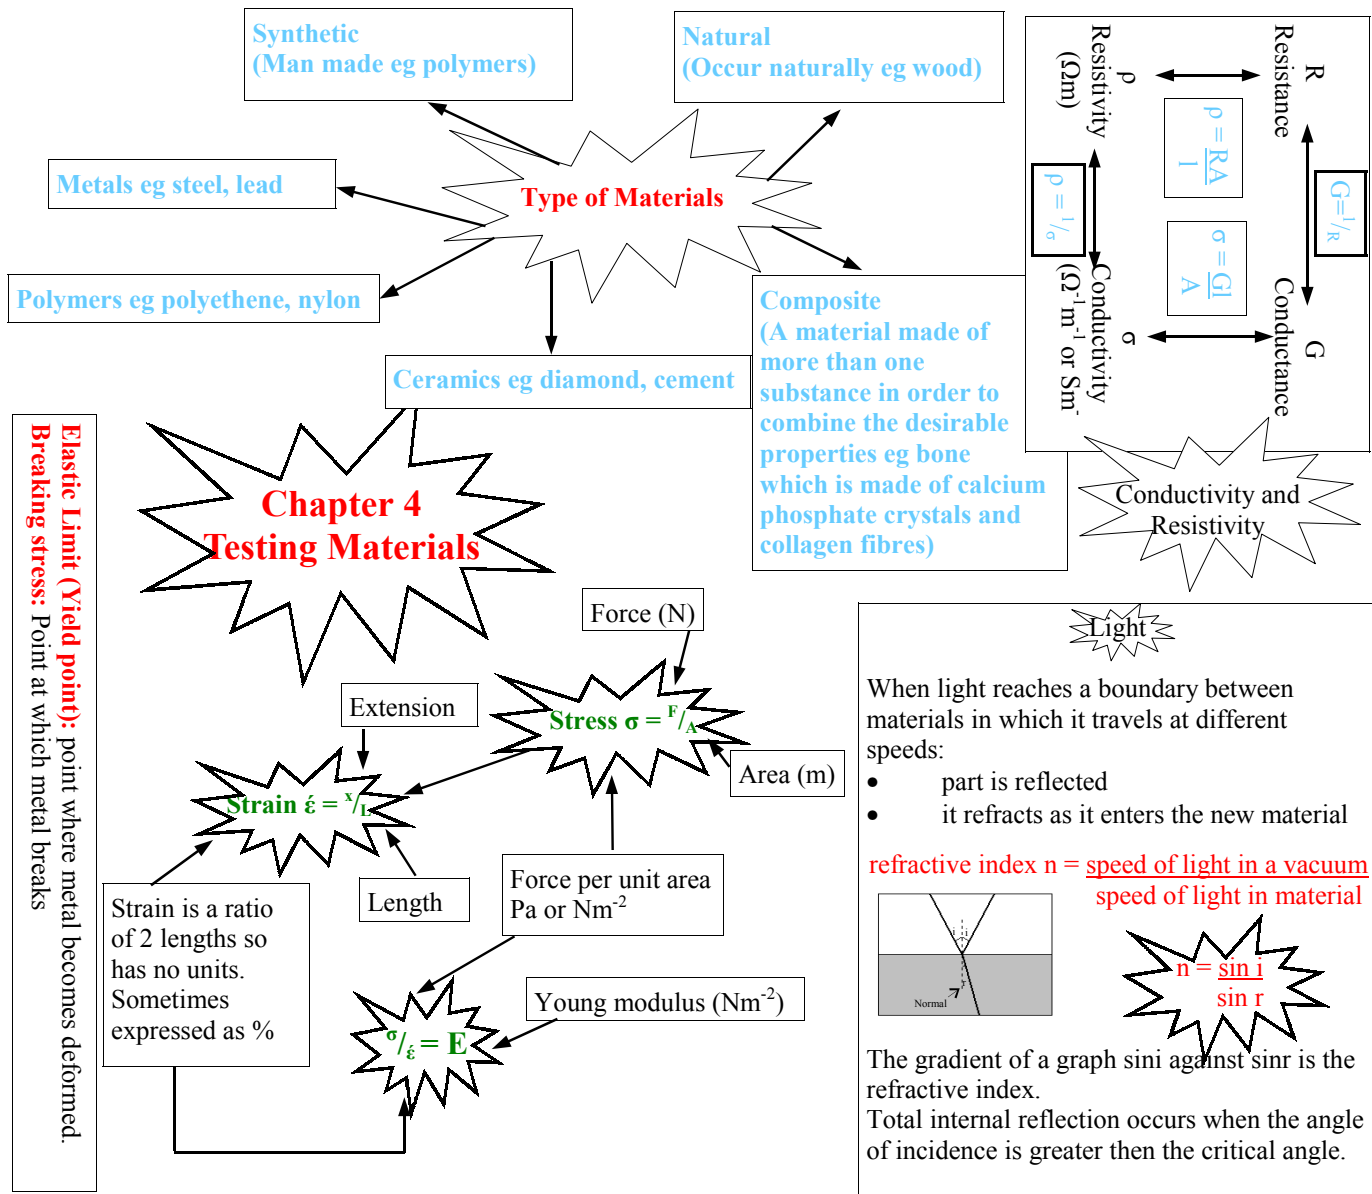 Synthetic
(Man made eg polymers)
Natural
(Occur naturally eg wood)
Metals eg steel, lead
Type of Materials
Polymers eg polyethene, nylon
Ceramics eg diamond, cement
Composite
(A material made of
more than one
substance in order to
combine the desirable
properties eg bone
which is made of calcium
phosphate crystals and
collagen fibres)
R
Resistance
ρ
Resistivity
(Ωm)
ρ = RA
l
G=1/R
ρ = 1/σ
σ = Gl
A
G
Conductance
σ
Conductivity
(Ω⁻¹m⁻¹ or Sm⁻
Conductivity and
Resistivity
Chapter 4
Testing Materials
Elastic Limit (Yield point): point where metal becomes deformed.
Breaking stress: Point at which metal breaks
Force (N)
Stress σ = F/A
Area (m)
Extension
Strain έ = x/L
Length
Force per unit area
Pa or Nm⁻²
Strain is a ratio
of 2 lengths so
has no units.
Sometimes
expressed as %
Young modulus (Nm⁻²)
σ/έ = E
Light
When light reaches a boundary between
materials in which it travels at different
speeds:
• part is reflected
• it refracts as it enters the new material
refractive index n = speed of light in a vacuum
speed of light in material
i i
r
Normal
n = sin i
sin r
The gradient of a graph sini against sinr is the
refractive index.
Total internal reflection occurs when the angle
of incidence is greater then the critical angle.